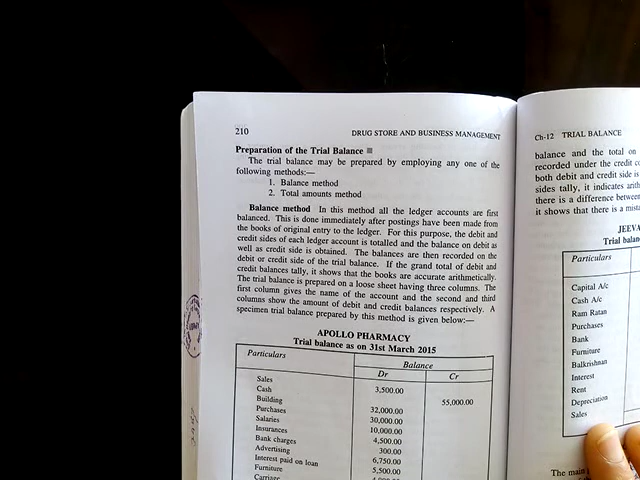 210
DRUG STORE AND BUSINESS MANAGEMENT
Preparation of the Trial Balance
The trial balance may be prepared by employing any one of the
following methods:—
1. Balance method
2. Total amounts method
Balance method In this method all the ledger accounts are first
balanced. This is done immediately after postings have been made from
the books of original entry to the ledger. For this purpose, the debit and
credit sides of each ledger account is totalled and the balance on debit as
well as credit side is obtained. The balances are then recorded on the
debit or credit side of the trial balance. If the grand total of debit and
credit balances tally, it shows that the books are accurate arithmetically.
The trial balance is prepared on a loose sheet having three columns. The
first column gives the name of the account and the second and third
columns show the amount of debit and credit balances respectively. A
specimen trial balance prepared by this method is given below:—
APOLLO PHARMACY
Trial balance as on 31st March 2015
Particulars Balance
Dr Cr
Sales
Cash 3,500.00
Building 55,000.00
Purchases 32,000.00
Salaries 30,000.00
Insurances 10,000.00
Bank charges 4,500.00
Advertising 300.00
Interest paid on loan 6,750.00
Furniture 5,500.00
Carriage
Ch-12 TRIAL BALANCE
balance and the total on
recorded under the credit
both debit and credit side is
sides tally, it indicates
there is a difference
it shows that there is a
Particulars
Capital A/c
Cash A/c
Ram Ratan
Purchases
Bank
Furniture
Balkrishnan
Interest
Rent
Depreciation
Sales
The main